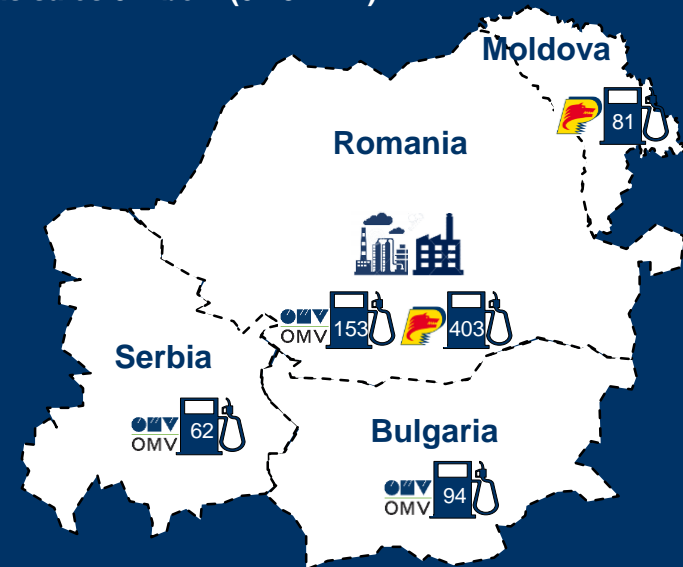 Moldova
81
Romania
OMV
153
403
Serbia
OMV
62
Bulgaria
OMV
94